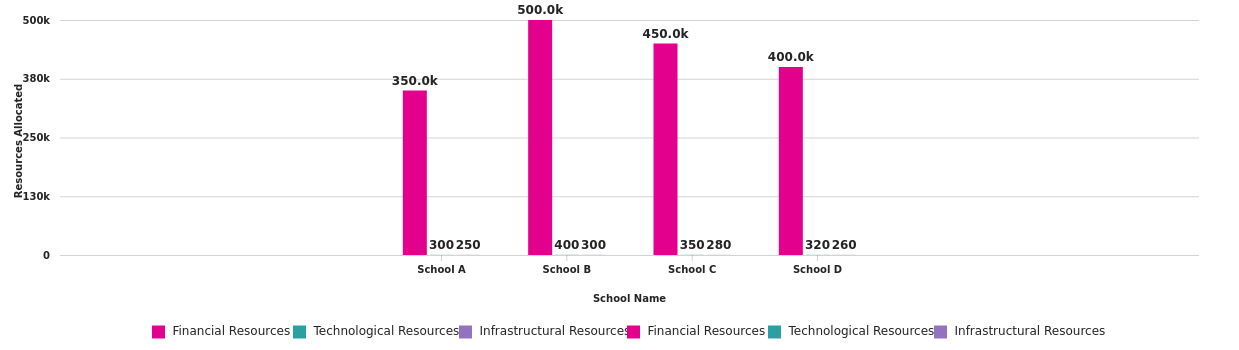 500.0k
500k
450.0k
400.0k
380k
350.0k
Resources Allocated
250k
130k
300 250 400 300 350 280 320 260
0
School A School B School C School D
School Name
Financial Resources Technological Resources Infrastructural Resources Financial Resources Technological Resources Infrastructural Resources